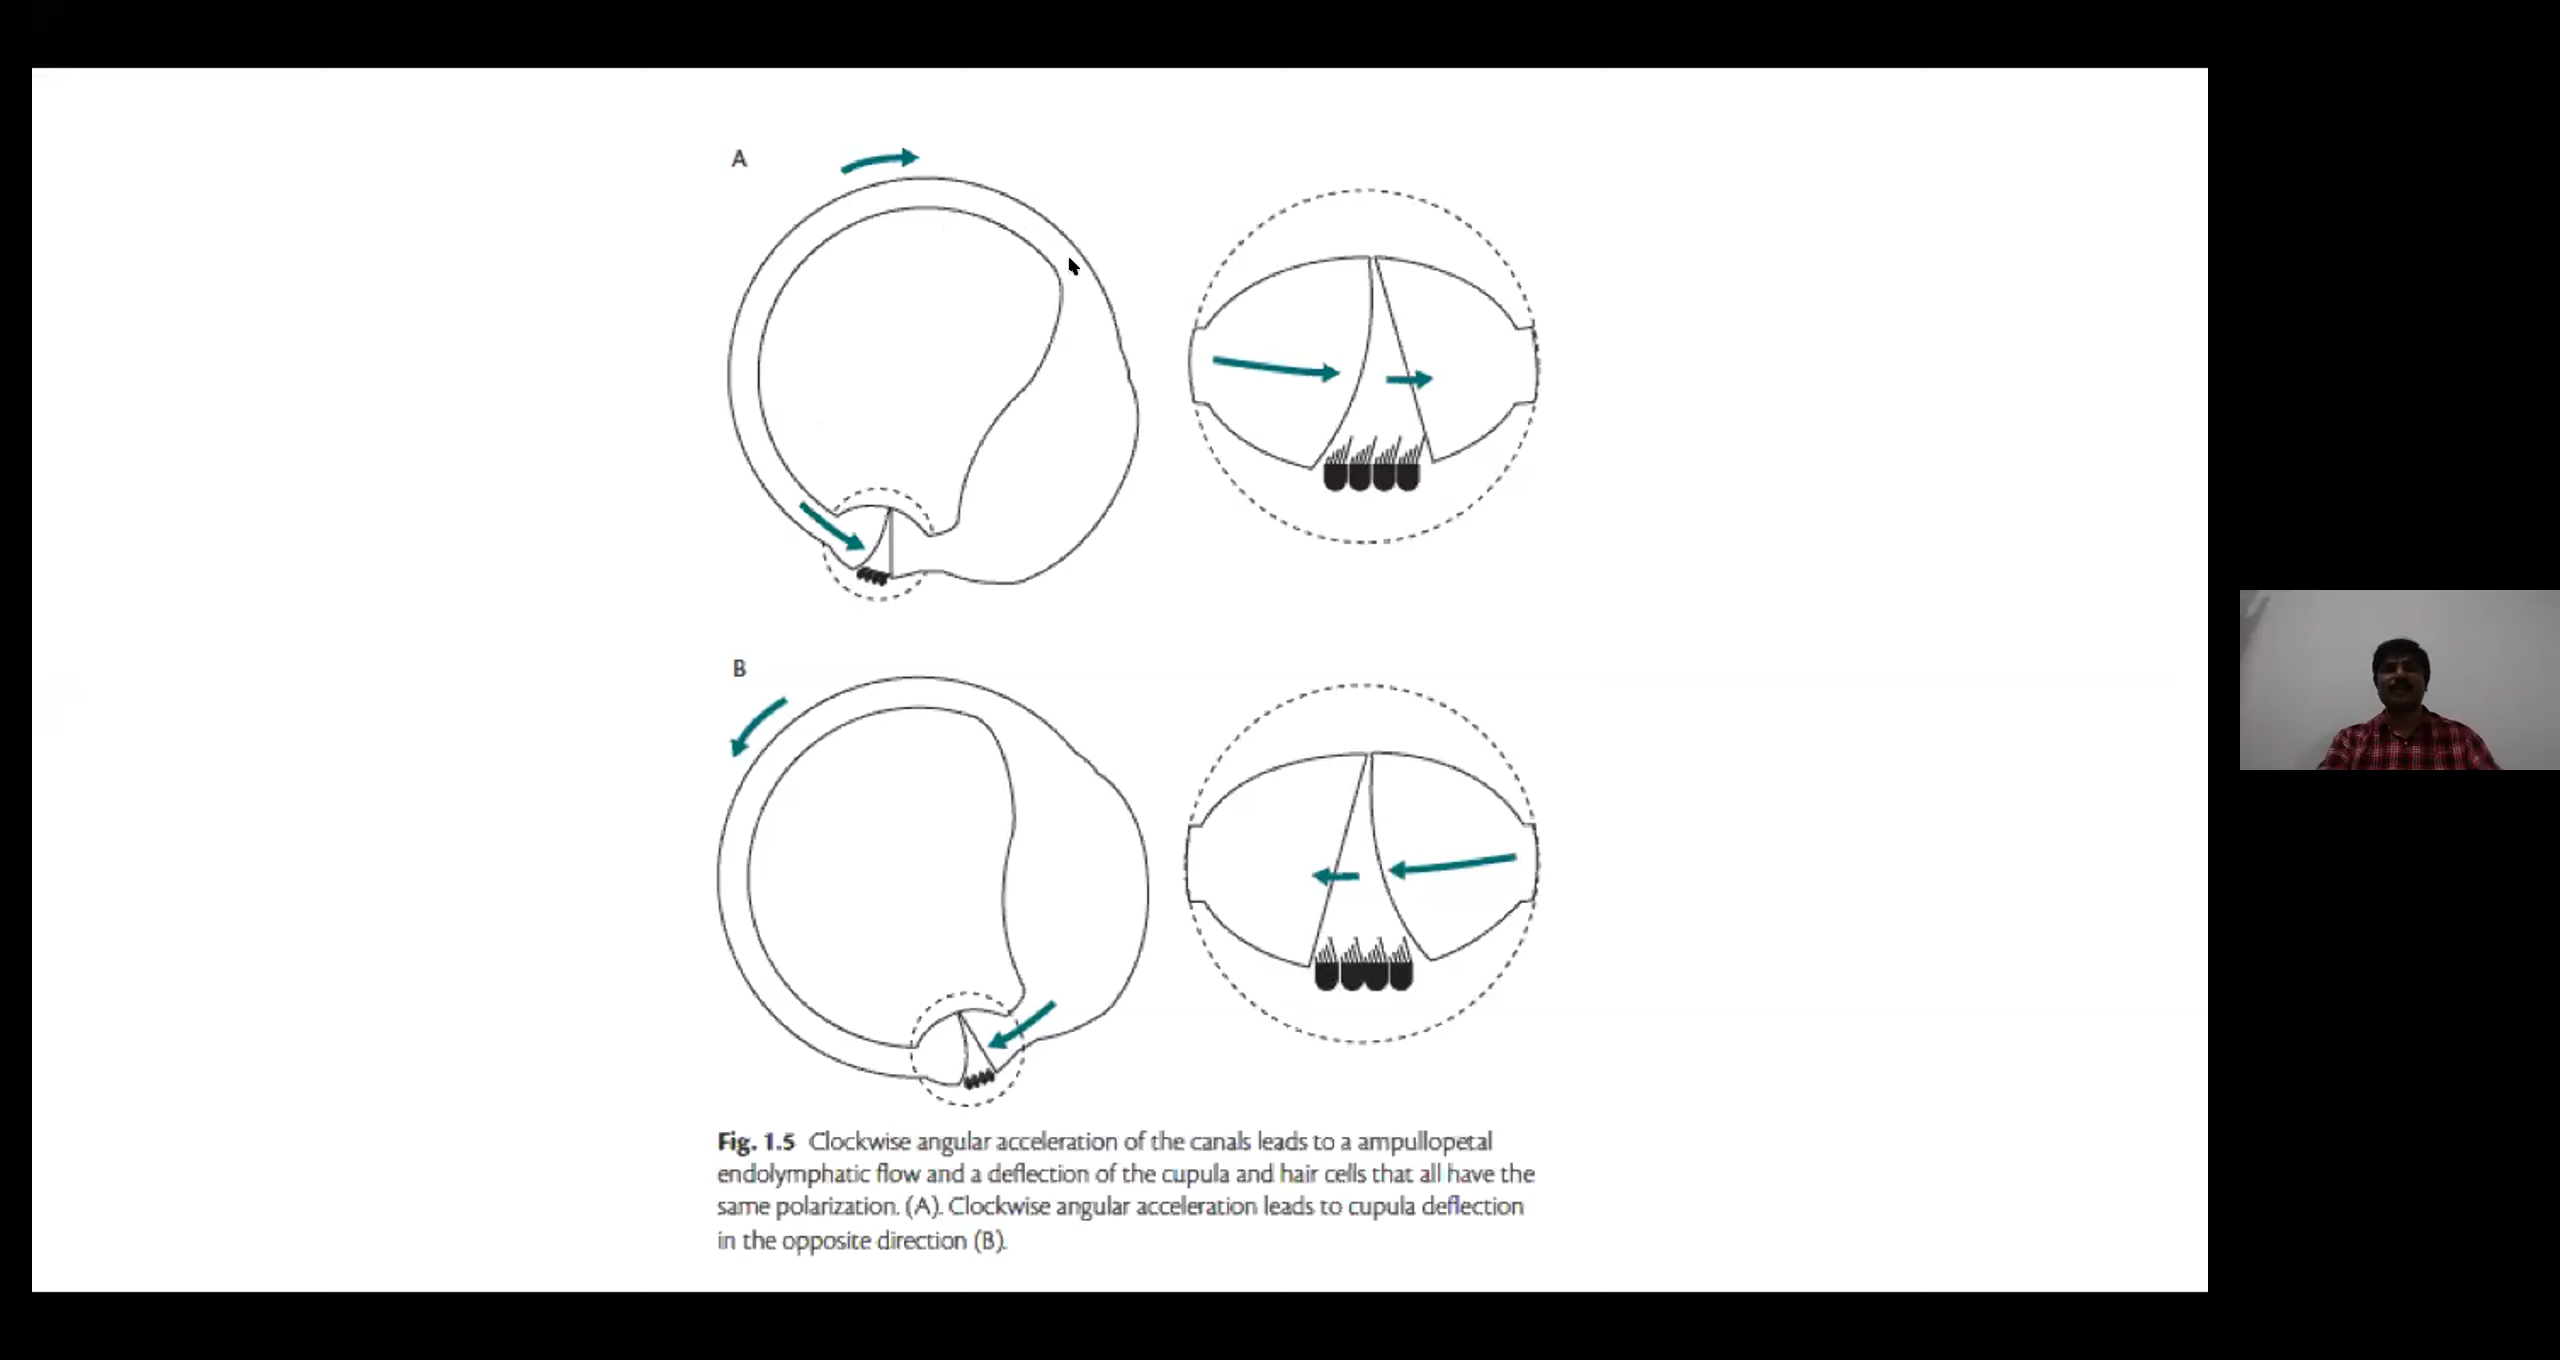 A
B
Fig. 1.5 Clockwise angular acceleration of the canals leads to a ampullopetal
endolymphatic flow and a deflection of the cupula and hair cells that all have the
same polarization. (A). Clockwise angular acceleration leads to cupula deflection
in the opposite direction (B).